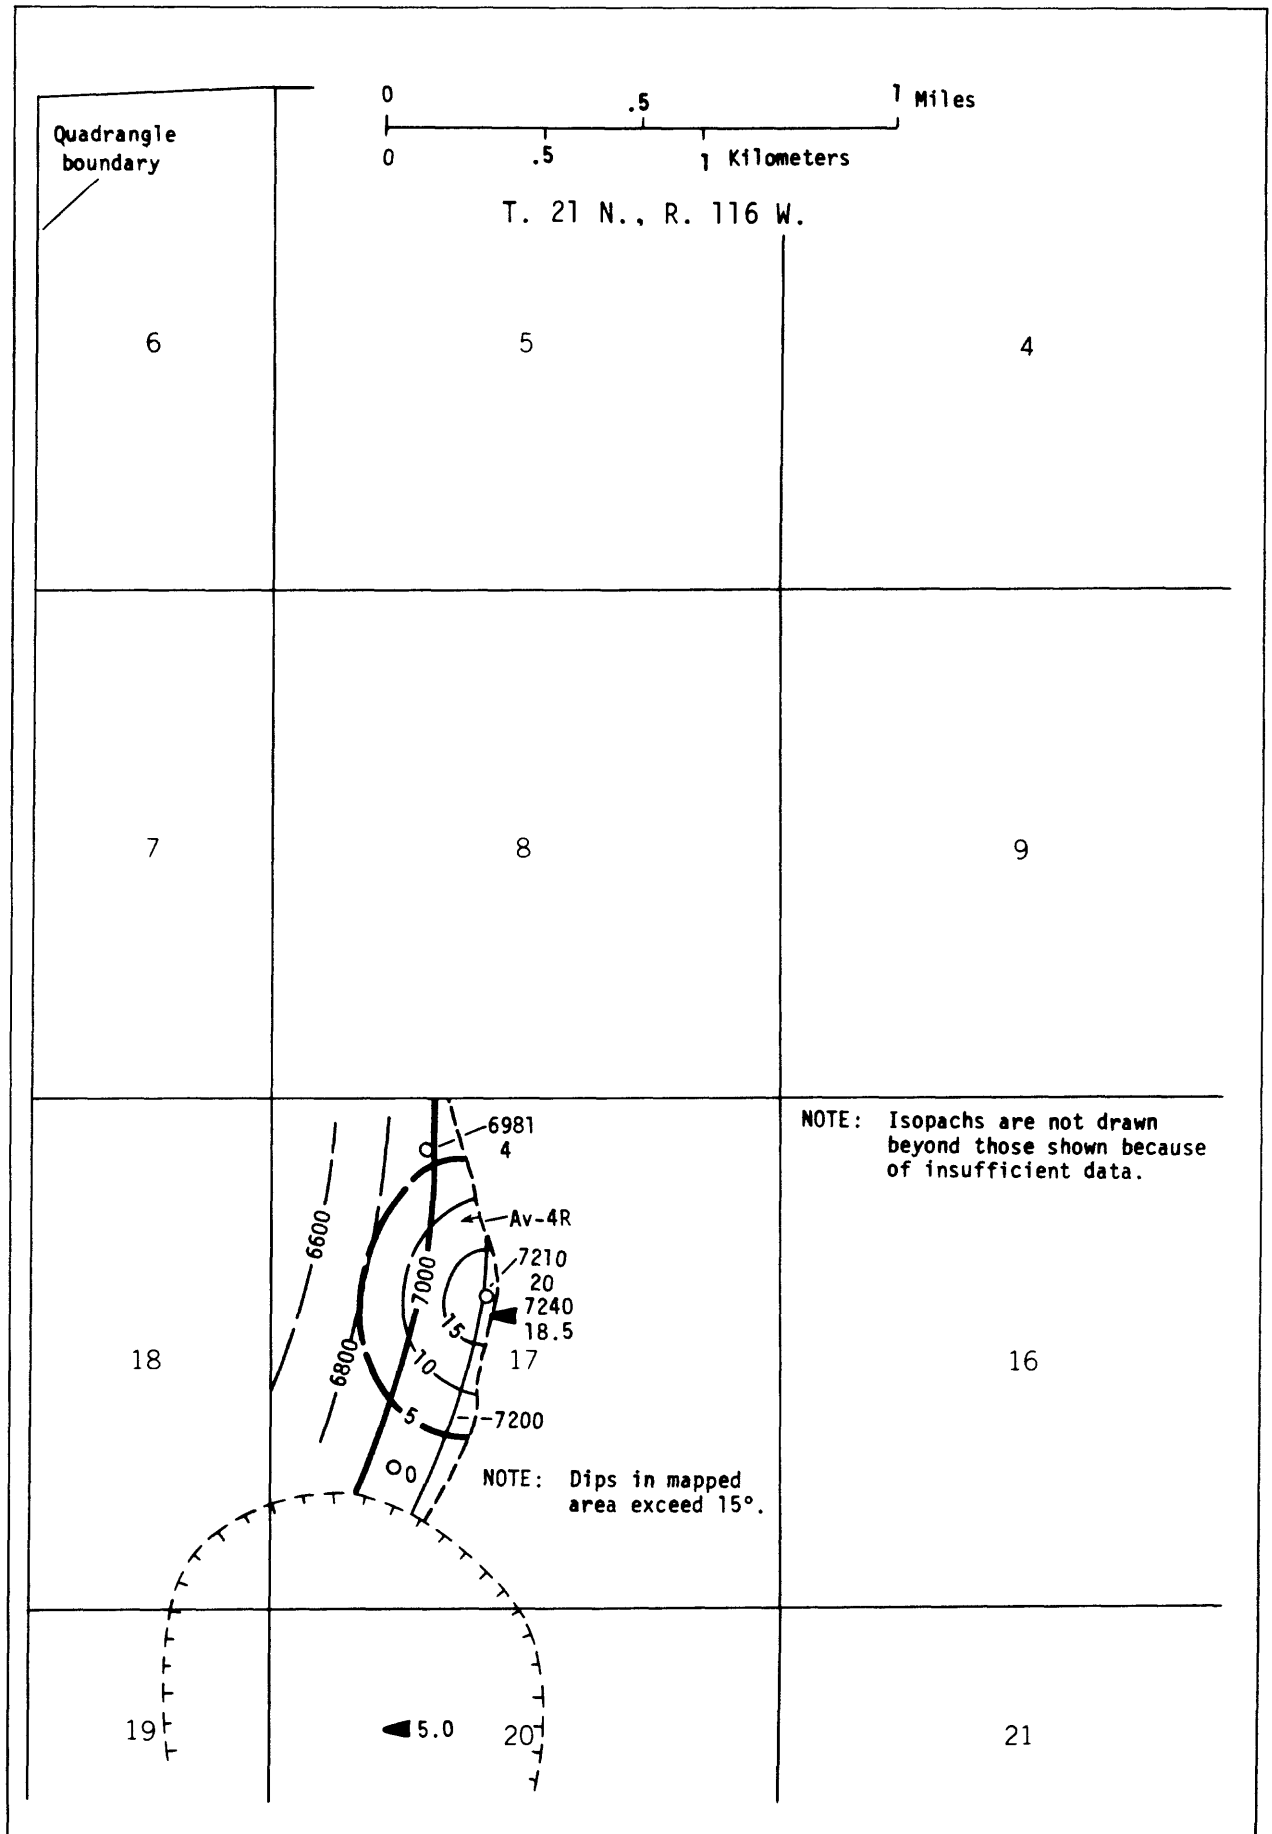 0 .5 1 Miles
0 .5 1 Kilometers
Quadrangle
boundary
T. 21 N., R. 116 W.
6
5
4
7
8
9
NOTE: Isopachs are not drawn
beyond those shown because
of insufficient data.
6981
4
Av-4R
6600
7000
7210
20
7240
18.5
15
18
6800
10
17
16
5
7200
0
NOTE: Dips in mapped
area exceed 15°.
19
5.0
20
21